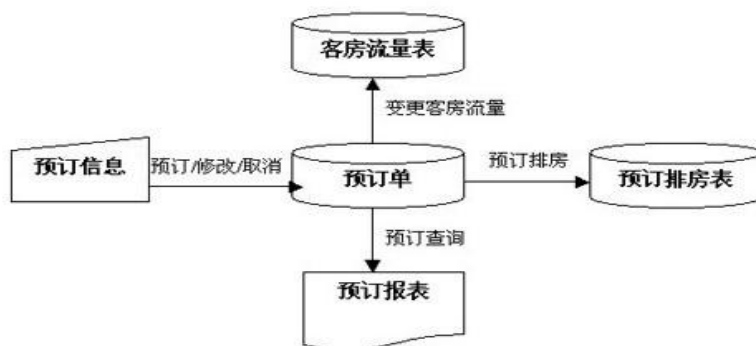 客房流量表
变更客房流量
预订信息
预订/修改/取消
预订单
预订排房
预订排房表
预订查询
预订报表